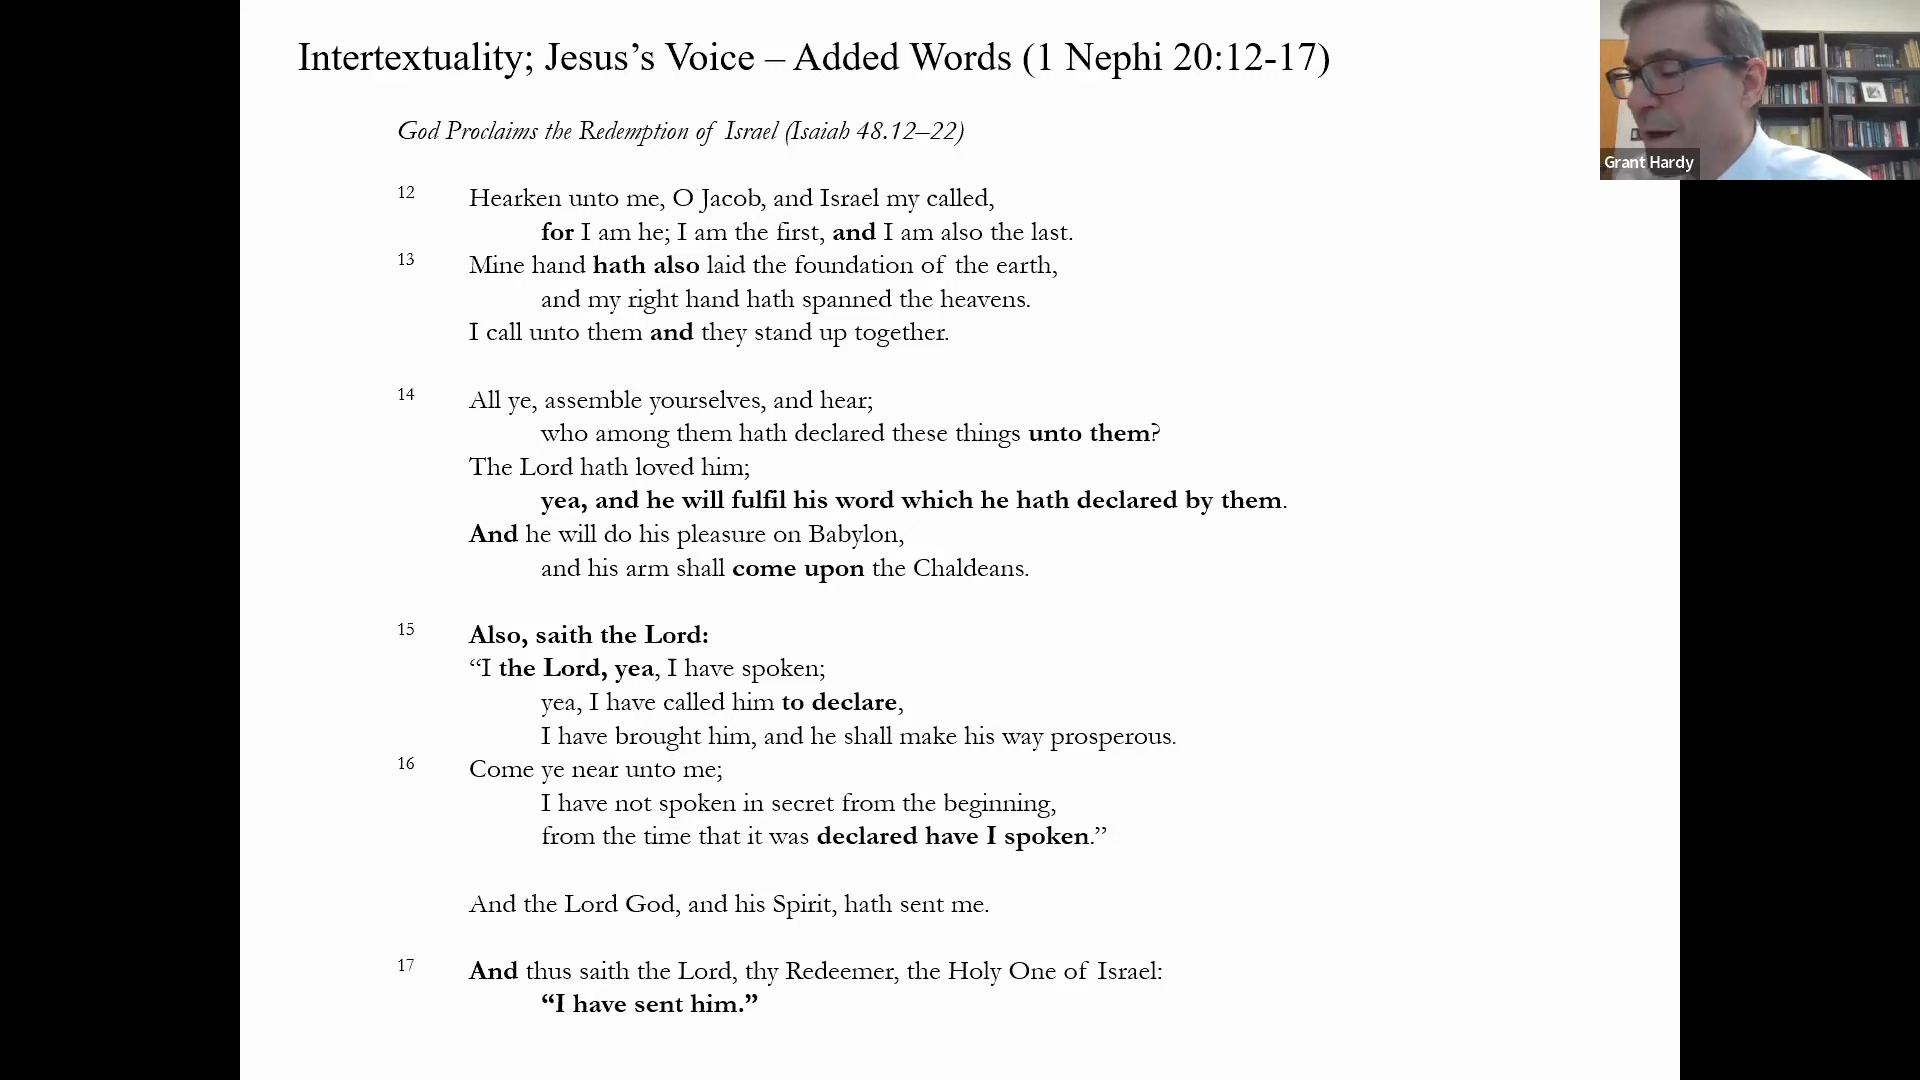 Intertextuality; Jesus’s Voice – Added Words (1 Nephi 20:12-17)
Grant Hardy
God Proclaims the Redemption of Israel (Isaiah 48.12–22)
12 Hearken unto me, O Jacob, and Israel my called,
for I am he; I am the first, and I am also the last.
13 Mine hand hath also laid the foundation of the earth,
and my right hand hath spanned the heavens.
I call unto them and they stand up together.
14 All ye, assemble yourselves, and hear;
who among them hath declared these things unto them?
The Lord hath loved him;
yea, and he will fulfil his word which he hath declared by them.
And he will do his pleasure on Babylon,
and his arm shall come upon the Chaldeans.
15 Also, saith the Lord:
“I the Lord, yea, I have spoken;
yea, I have called him to declare,
I have brought him, and he shall make his way prosperous.
16 Come ye near unto me;
I have not spoken in secret from the beginning,
from the time that it was declared have I spoken.”
And the Lord God, and his Spirit, hath sent me.
17 And thus saith the Lord, thy Redeemer, the Holy One of Israel:
“I have sent him.”